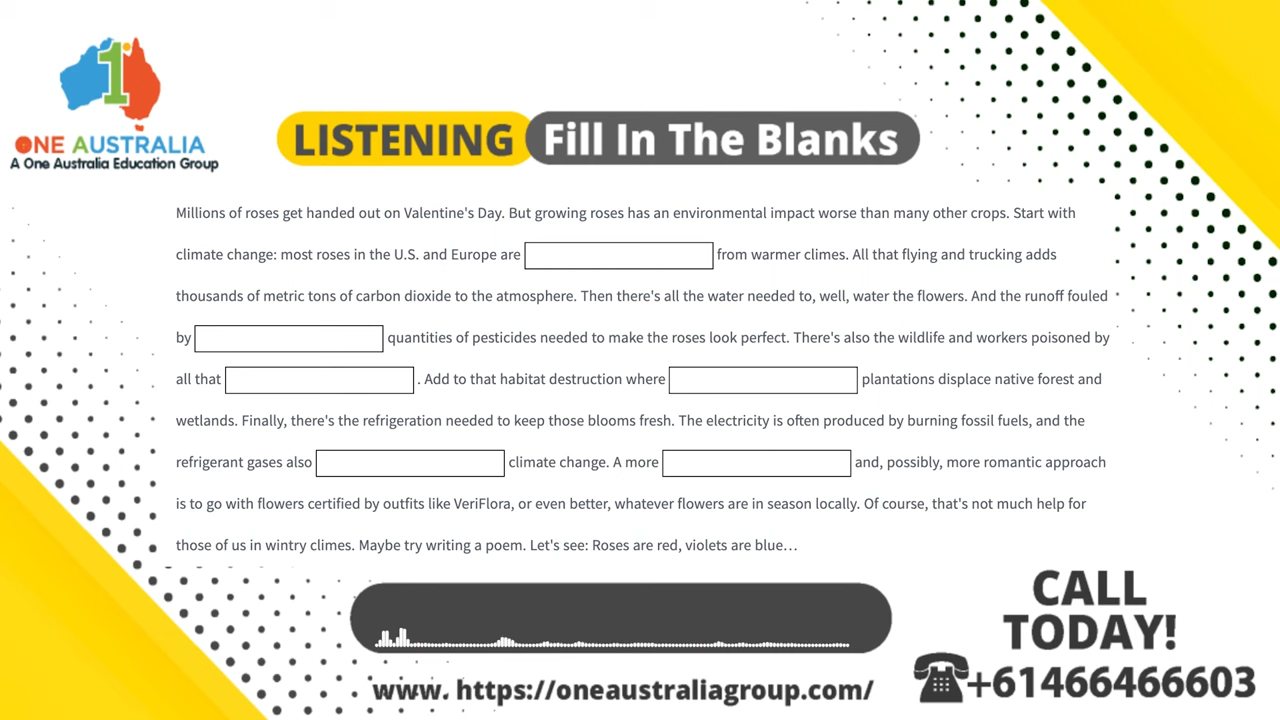 1
ONE AUSTRALIA
A One Australia Education Group
LISTENING Fill In The Blanks
Millions of roses get handed out on Valentine's Day. But growing roses has an environmental impact worse than many other crops. Start with
climate change: most roses in the U.S. and Europe are from warmer climes. All that flying and trucking adds
thousands of metric tons of carbon dioxide to the atmosphere. Then there's all the water needed to, well, water the flowers. And the runoff fouled
by quantities of pesticides needed to make the roses look perfect. There's also the wildlife and workers poisoned by
all that . Add to that habitat destruction where plantations displace native forest and
wetlands. Finally, there's the refrigeration needed to keep those blooms fresh. The electricity is often produced by burning fossil fuels, and the
refrigerant gases also climate change. A more and, possibly, more romantic approach
is to go with flowers certified by outfits like VeriFlora, or even better, whatever flowers are in season locally. Of course, that's not much help for
those of us in wintry climes. Maybe try writing a poem. Let's see: Roses are red, violets are blue…
CALL
TODAY!
+61466466603
www. https://oneaustraliagroup.com/